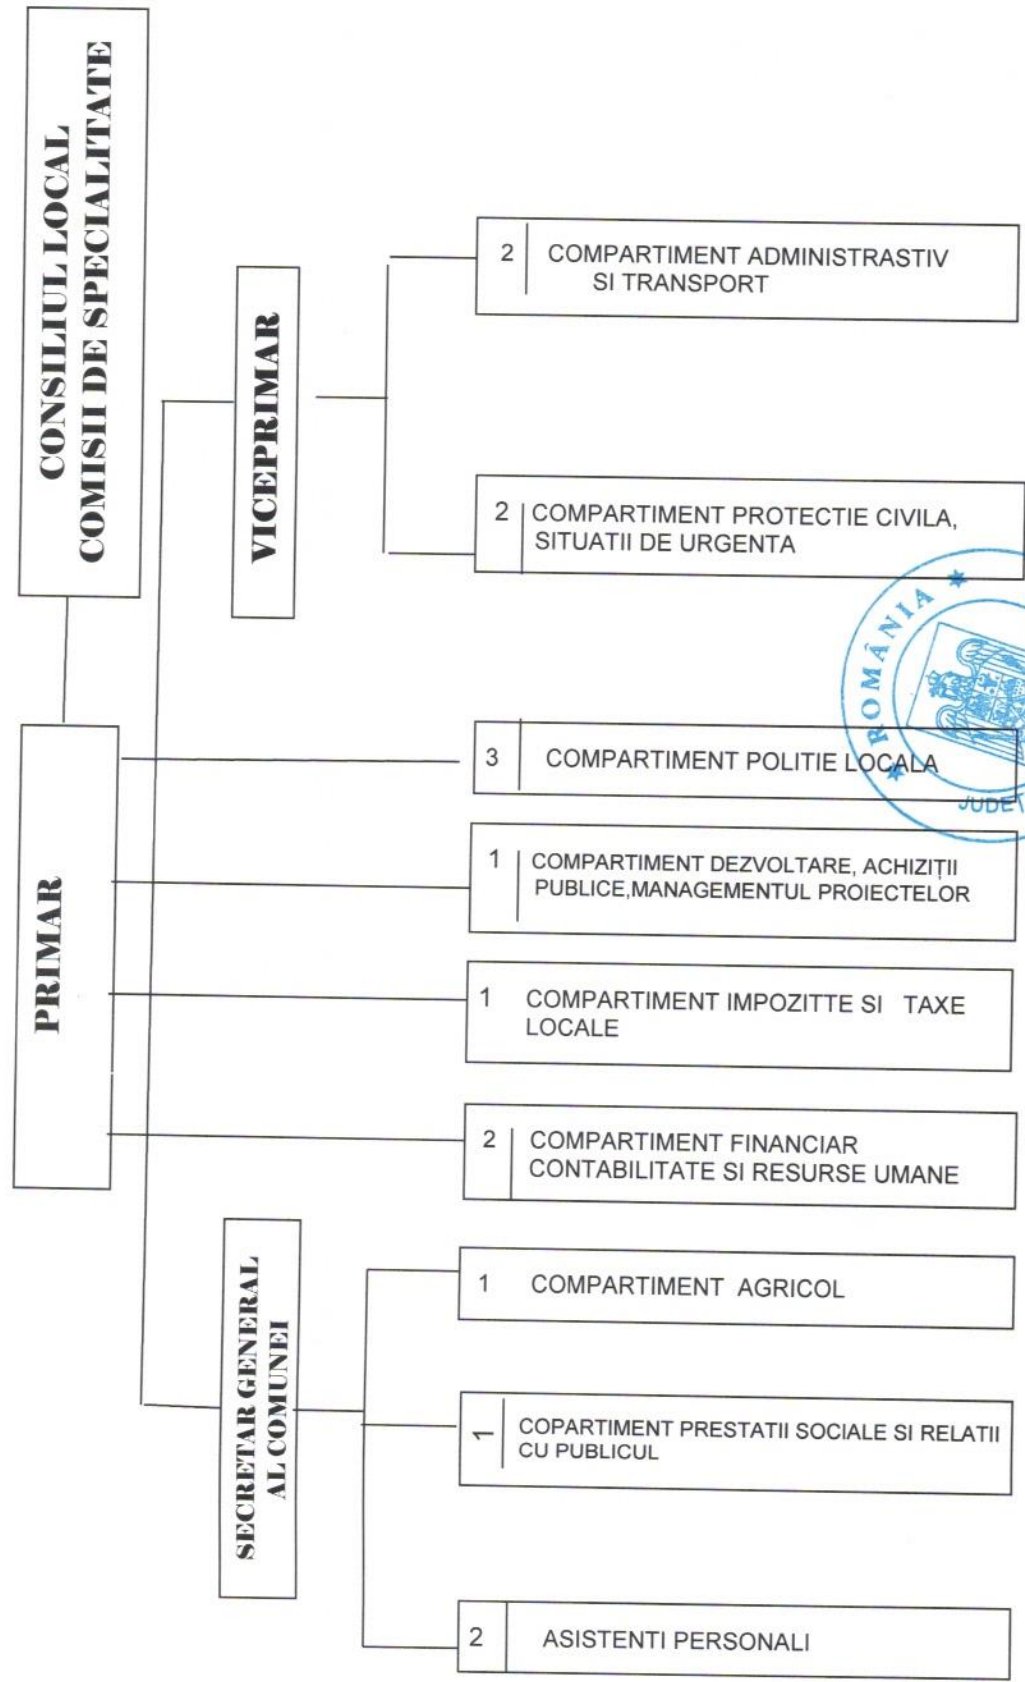 CONSILIUL LOCAL
COMISII DE SPECIALITATE
PRIMAR
VICEPRIMAR
SECRETAR GENERAL
AL COMUNEI
2 COMPARTIMENT ADMINISTRASTIV
SI TRANSPORT
2 COMPARTIMENT PROTECTIE CIVILA,
SITUATII DE URGENTA
3 COMPARTIMENT POLITIE LOCALA
1 COMPARTIMENT DEZVOLTARE, ACHIZIȚII
PUBLICE,MANAGEMENTUL PROIECTELOR
1 COMPARTIMENT IMPOZITTE SI TAXE
LOCALE
2 COMPARTIMENT FINANCIAR
CONTABILITATE SI RESURSE UMANE
1 COMPARTIMENT AGRICOL
1 COPARTIMENT PRESTATII SOCIALE SI RELATII
CU PUBLICUL
2 ASISTENTI PERSONALI
ROMÂNIA